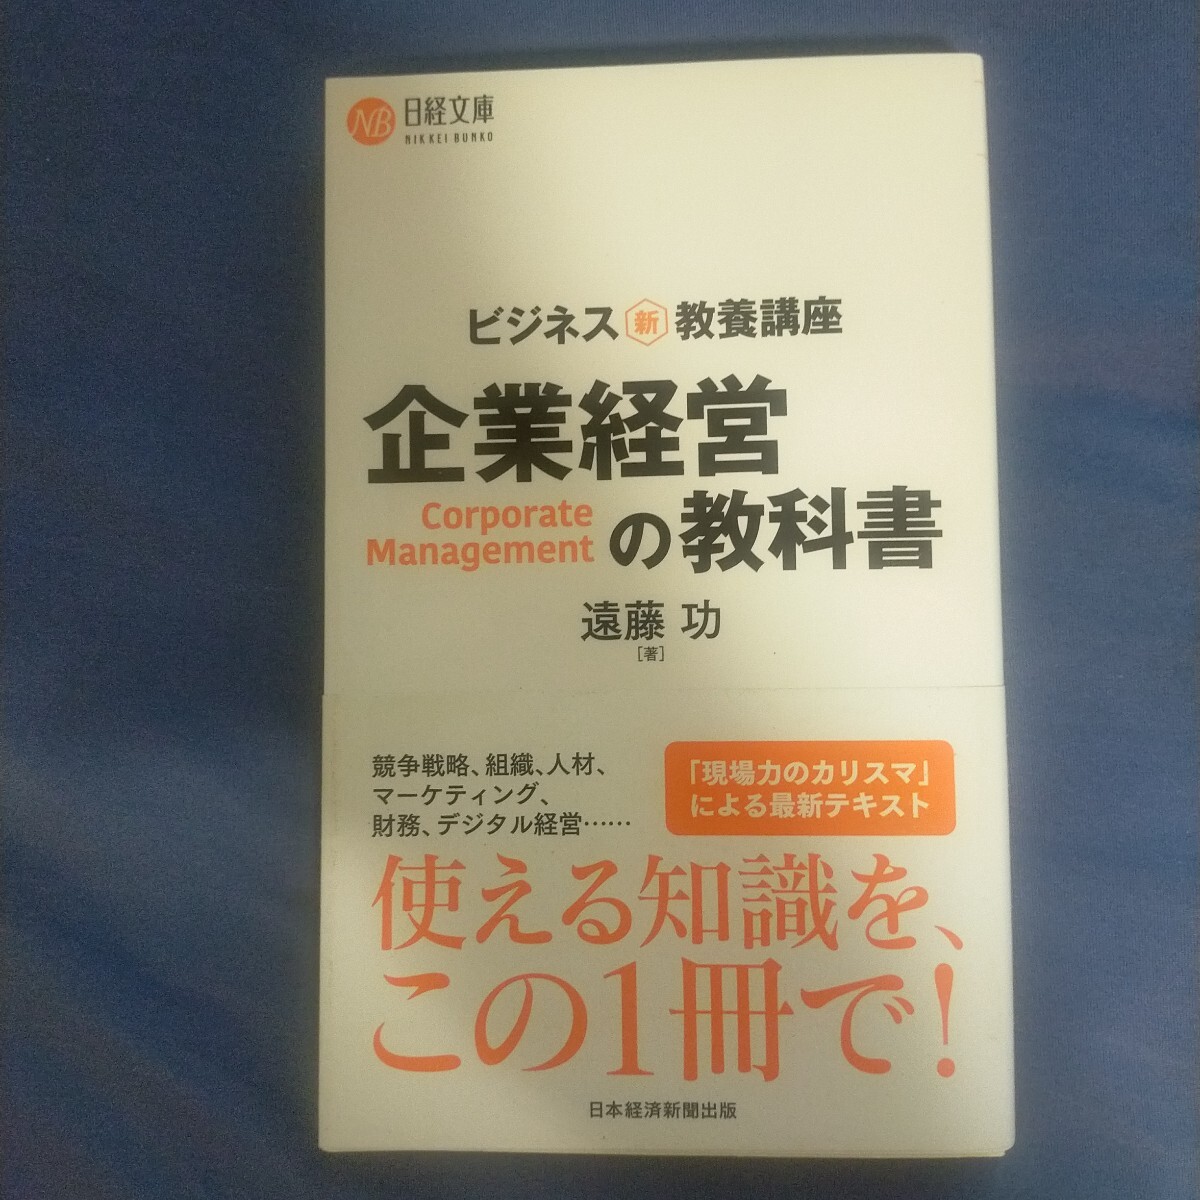 NB 日経文庫
NIKKEI BUNKO
ビジネス 新 教養講座
企業経営
Corporate
Management
の教科書
遠藤 功
[著]
競争戦略、組織、人材、
マーケティング、
財務、デジタル経営……
「現場力のカリスマ」
による最新テキスト
使える知識を、
この1冊で!
日本経済新聞出版